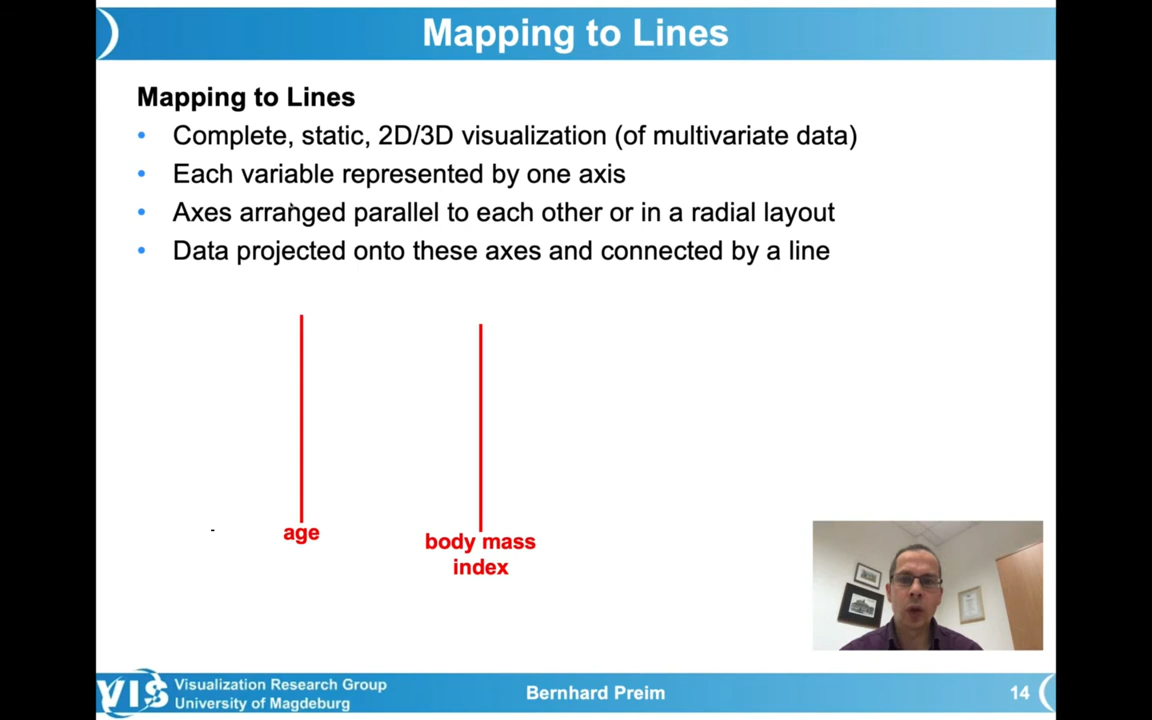 Mapping to Lines
Mapping to Lines
• Complete, static, 2D/3D visualization (of multivariate data)
• Each variable represented by one axis
• Axes arranged parallel to each other or in a radial layout
• Data projected onto these axes and connected by a line
-
age
body mass
index
VIS
Visualization Research Group
University of Magdeburg
Bernhard Preim
14